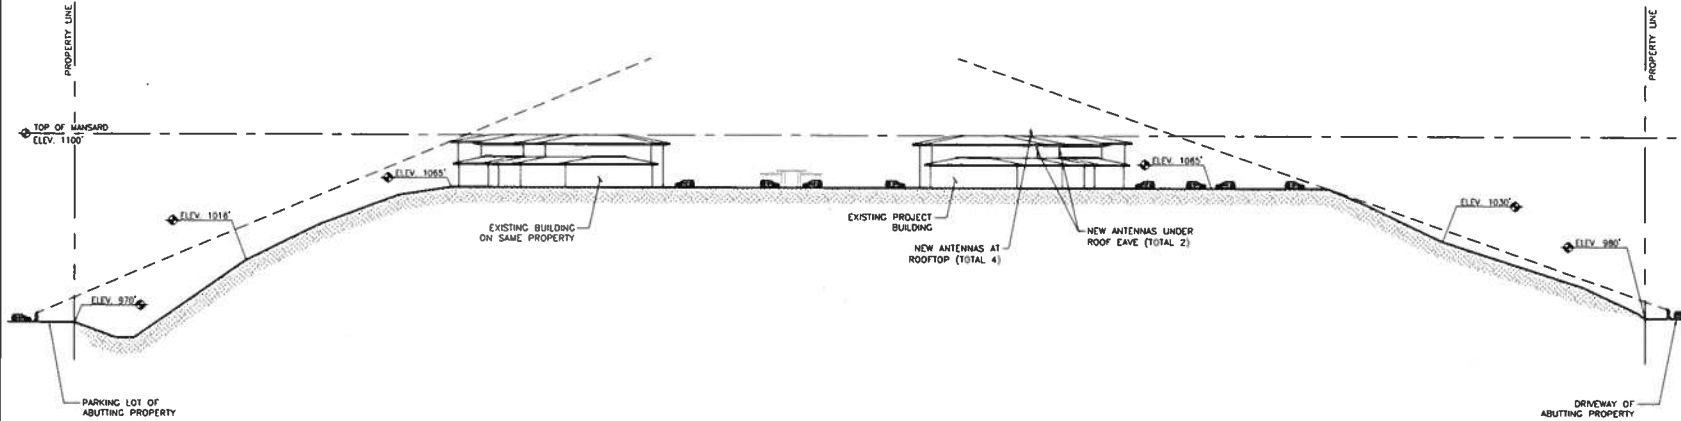 PROPERTY LINE
PROPERTY LINE
TOP OF MANSARD
ELEV. 1100'
ELEV. 1065'
ELEV. 1065'
ELEV. 1016'
ELEV. 1030'
EXISTING BUILDING
ON SAME PROPERTY
EXISTING PROJECT
BUILDING
NEW ANTENNAS AT
ROOFTOP (TOTAL 4)
NEW ANTENNAS UNDER
ROOF EAVE (TOTAL 2)
ELEV. 980'
ELEV. 970'
PARKING LOT OF
ABUTTING PROPERTY
DRIVEWAY OF
ABUTTING PROPERTY